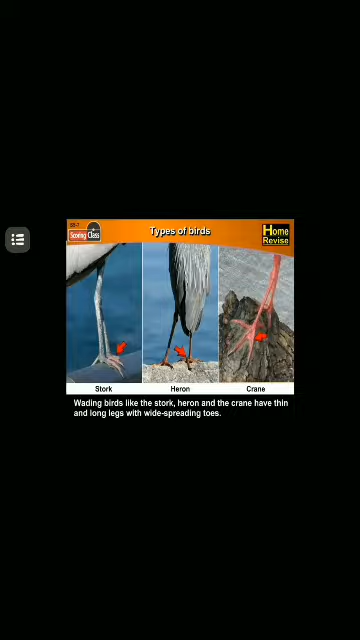 Scoring Class
Types of birds
Home
Revise
Stork
Heron
Crane
Wading birds like the stork, heron and the crane have thin
and long legs with wide-spreading toes.